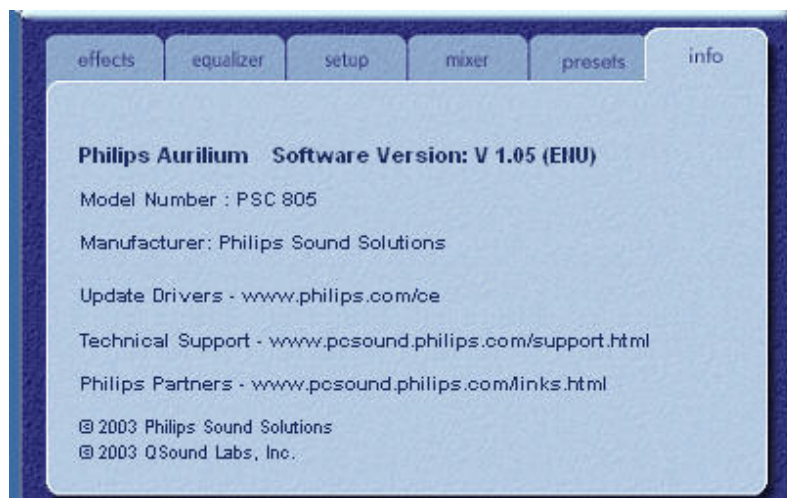 effects equalizer setup mixer presets info
Philips Aurilium Software Version: V 1.05 (ENU)
Model Number : PSC 805
Manufacturer: Philips Sound Solutions
Update Drivers - www.philips.com/ce
Technical Support - www.pcsound.philips.com/support.html
Philips Partners - www.pcsound.philips.com/links.html
© 2003 Philips Sound Solutions
© 2003 QSound Labs, Inc.